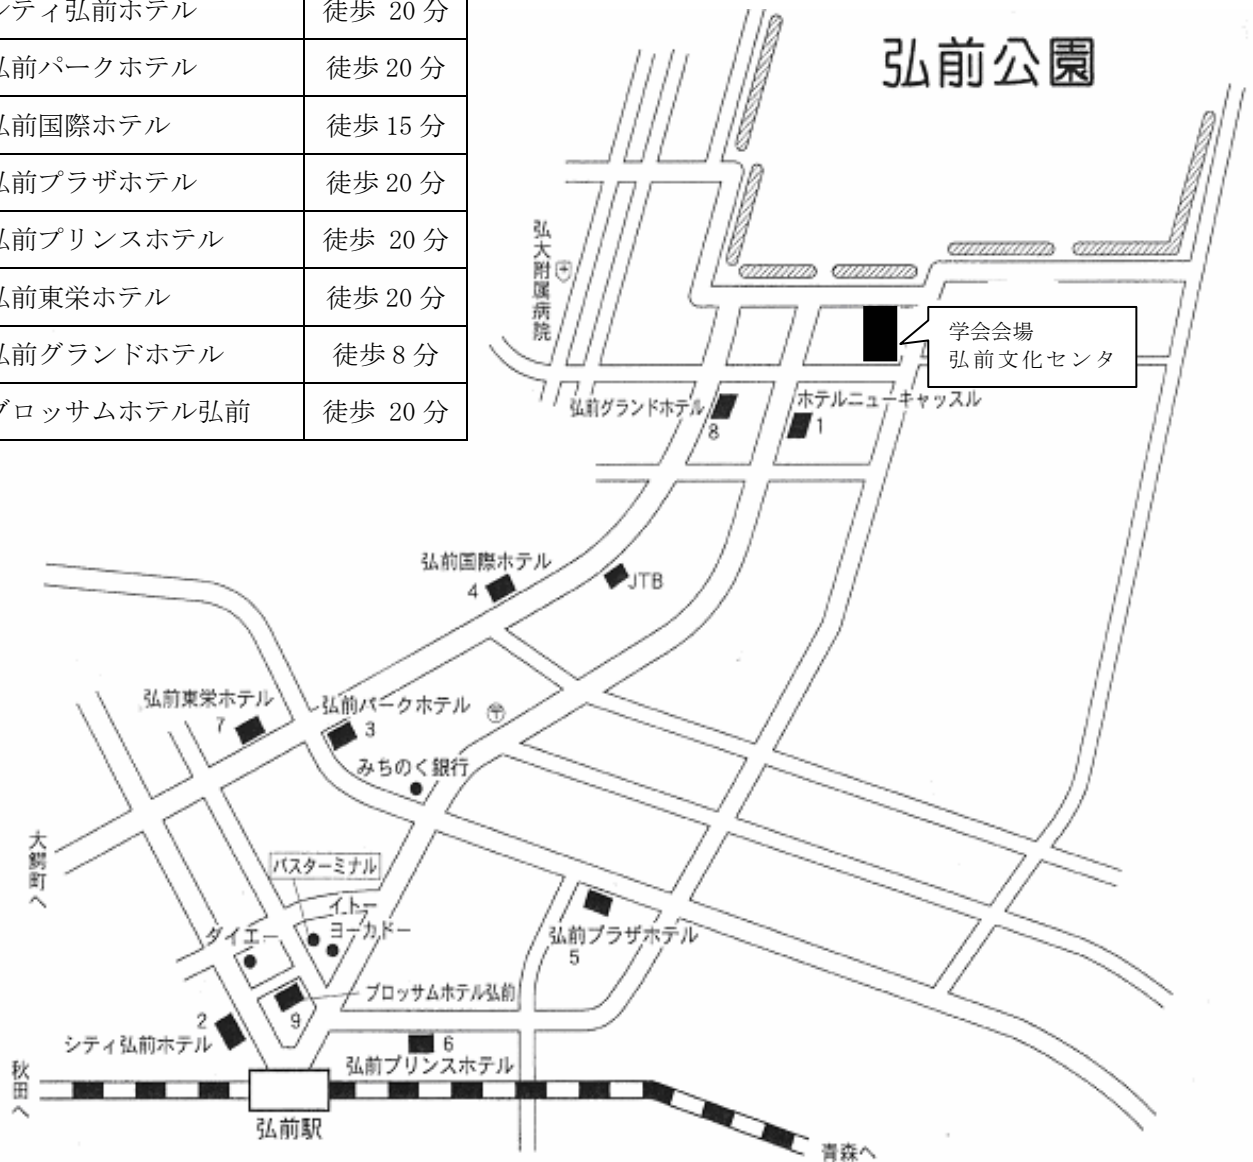 シティ弘前ホテル 徒歩 20 分
弘前パークホテル 徒歩 20 分
弘前国際ホテル 徒歩 15 分
弘前プラザホテル 徒歩 20 分
弘前プリンスホテル 徒歩 20 分
弘前東栄ホテル 徒歩 20 分
弘前グランドホテル 徒歩 8 分
ブロッサムホテル弘前 徒歩 20 分
弘前公園
弘大附属病院
学会会場
弘前文化センタ
弘前グランドホテル
8
ホテルニューキャッスル
1
弘前国際ホテル
4
JTB
弘前東栄ホテル
7
弘前パークホテル
3
〒
みちのく銀行
大鰐町へ
バスターミナル
イトー
ヨーカドー
ダイエー
弘前プラザホテル
5
ブロッサムホテル弘前
9
2
シティ弘前ホテル
6
弘前プリンスホテル
秋田へ
弘前駅
青森へ